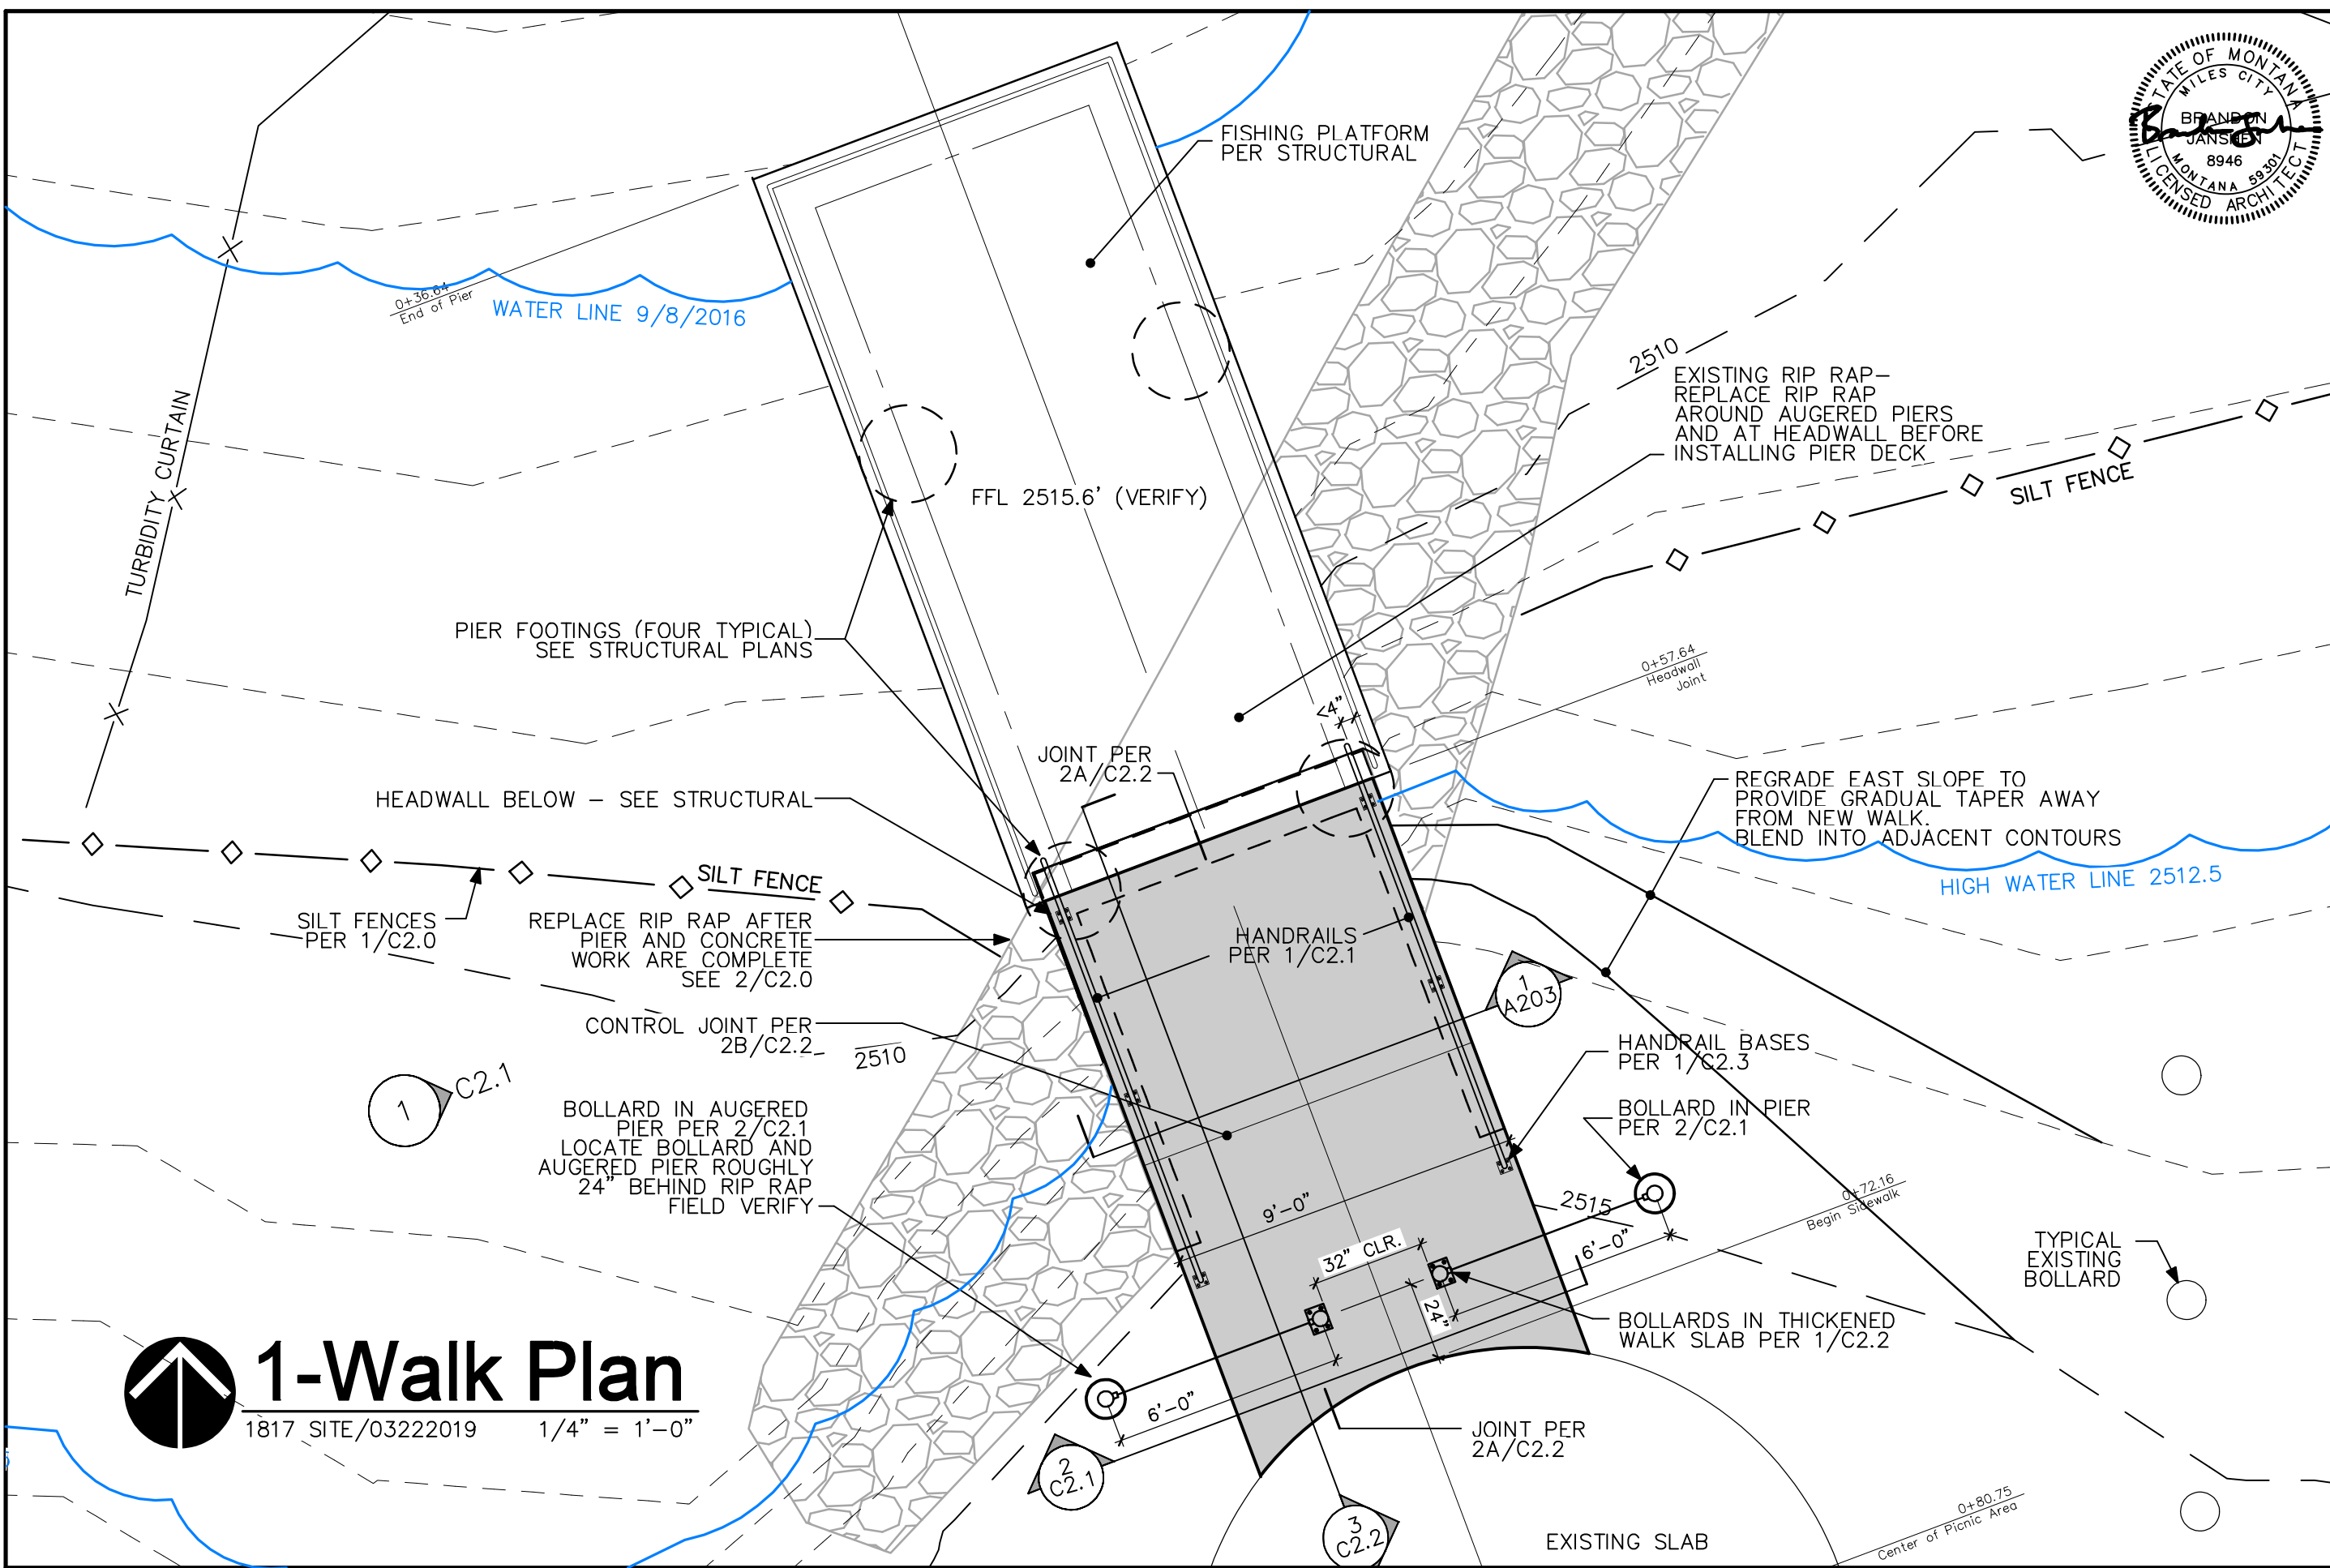 STATE OF MONTANA
MILES CITY
BRANDON
JANSHEN
8946
MONTANA 59301
LICENSED ARCHITECT
FISHING PLATFORM
PER STRUCTURAL
0+36.64
End of Pier
WATER LINE 9/8/2016
2510
EXISTING RIP RAP–
REPLACE RIP RAP
AROUND AUGERED PIERS
AND AT HEADWALL BEFORE
INSTALLING PIER DECK
TURBIDITY CURTAIN
SILT FENCE
FFL 2515.6' (VERIFY)
PIER FOOTINGS (FOUR TYPICAL)
SEE STRUCTURAL PLANS
0+57.64
Headwall
Joint
<4"
JOINT PER
2A/C2.2
HEADWALL BELOW – SEE STRUCTURAL
REGRADE EAST SLOPE TO
PROVIDE GRADUAL TAPER AWAY
FROM NEW WALK.
BLEND INTO ADJACENT CONTOURS
HIGH WATER LINE 2512.5
SILT FENCE
SILT FENCES
PER 1/C2.0
REPLACE RIP RAP AFTER
PIER AND CONCRETE
WORK ARE COMPLETE
SEE 2/C2.0
HANDRAILS
PER 1/C2.1
1
A203
CONTROL JOINT PER
2B/C2.2
2510
HANDRAIL BASES
PER 1/C2.3
1
C2.1
BOLLARD IN AUGERED
PIER PER 2/C2.1
LOCATE BOLLARD AND
AUGERED PIER ROUGHLY
24" BEHIND RIP RAP
FIELD VERIFY
BOLLARD IN PIER
PER 2/C2.1
9'-0"
2515
0+72.16
Begin Sidewalk
32" CLR.
6'-0"
24"
TYPICAL
EXISTING
BOLLARD
BOLLARDS IN THICKENED
WALK SLAB PER 1/C2.2
1-Walk Plan
1817 SITE/03222019 1/4" = 1'-0"
6'-0"
JOINT PER
2A/C2.2
2
C2.1
3
C2.2
EXISTING SLAB
0+80.75
Center of Picnic Area